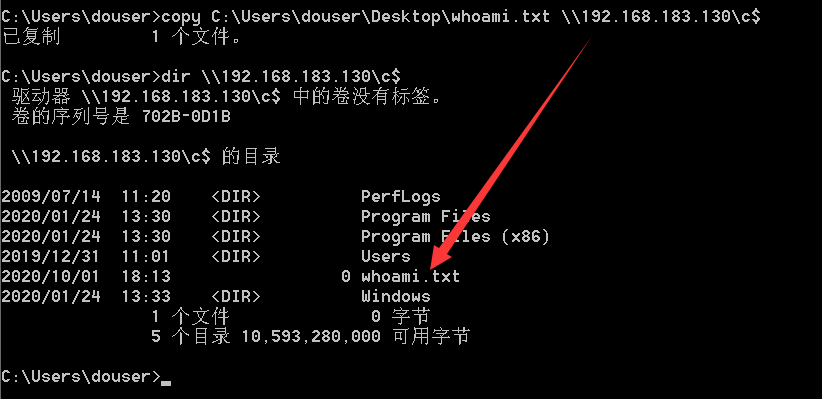 C:\Users\douser>copy C:\Users\douser\Desktop\whoami.txt \\192.168.183.130\c$
已复制         1 个文件。
C:\Users\douser>dir \\192.168.183.130\c$
 驱动器 \\192.168.183.130\c$ 中的卷没有标签。
 卷的序列号是 702B-0D1B
 \\192.168.183.130\c$ 的目录
2009/07/14  11:20    <DIR>          PerfLogs
2020/01/24  13:30    <DIR>          Program Files
2020/01/24  13:30    <DIR>          Program Files (x86)
2019/12/31  11:01    <DIR>          Users
2020/10/01  18:13                 0 whoami.txt
2020/01/24  13:33    <DIR>          Windows
               1 个文件              0 字节
               5 个目录 10,593,280,000 可用字节
C:\Users\douser>_